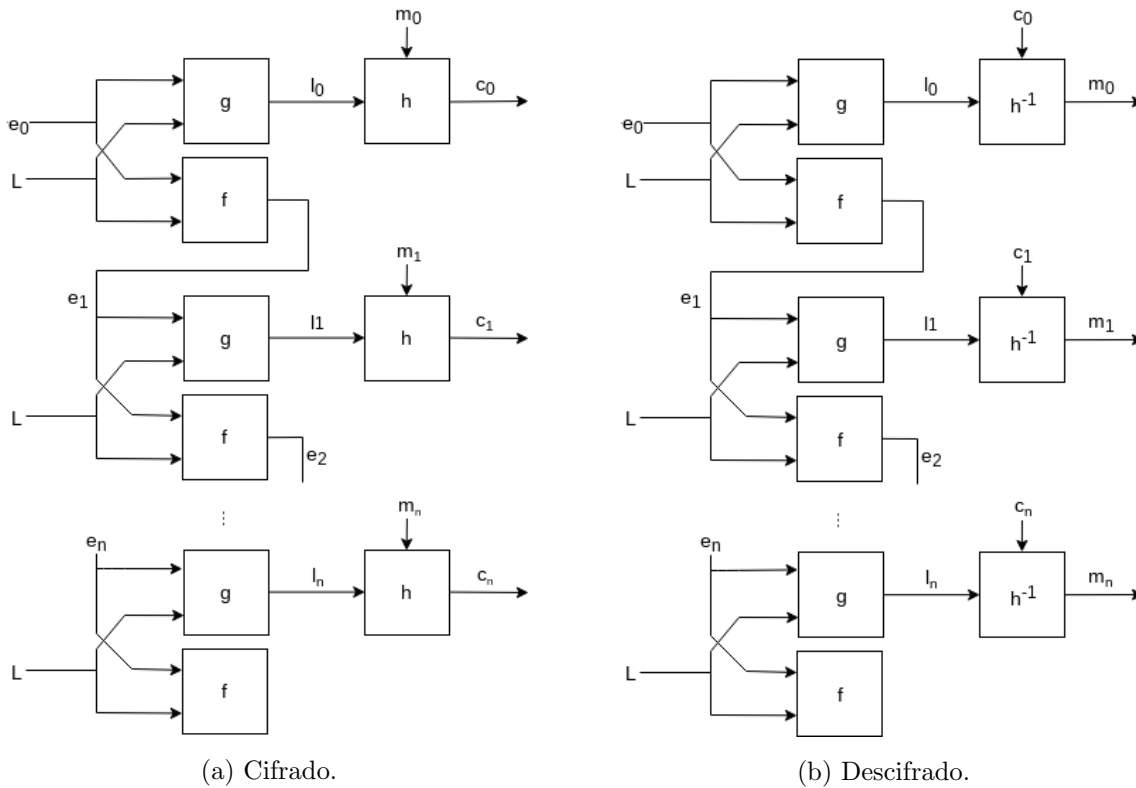 m0 c0
g l0 h c0 g l0 h-1 m0
e0 e0
L f L f
m1 c1
e1 e1
g l1 h c1 g l1 h-1 m1
L f e2 L f e2
⋮ ⋮
mn cn
en en
g ln h cn g ln h-1 mn
L f L f
(a) Cifrado. (b) Descifrado.